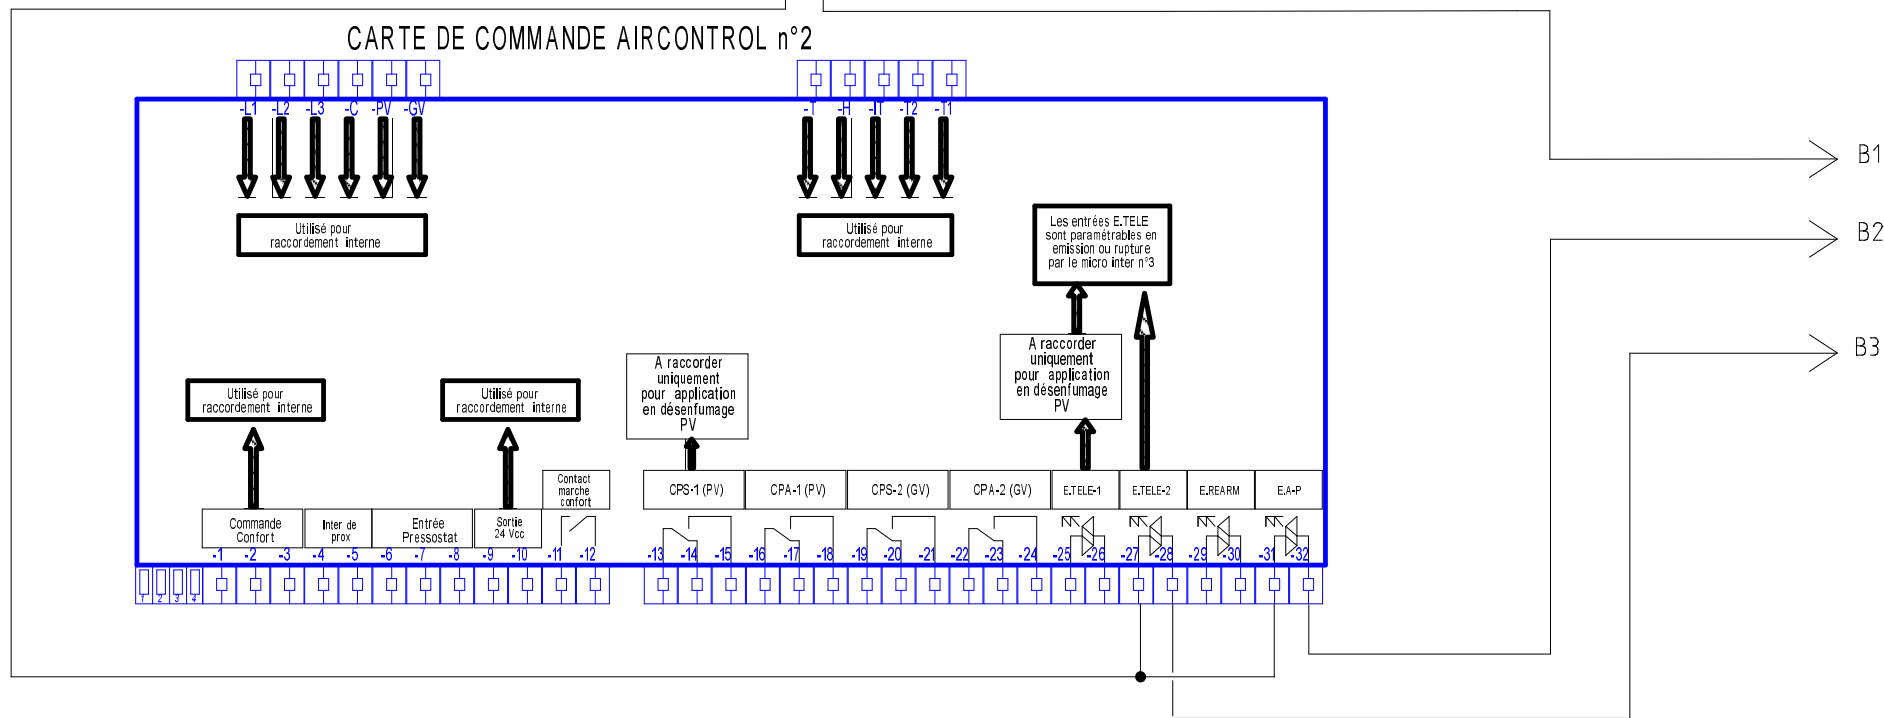 CARTE DE COMMANDE AIRCONTROL n°2
-L1 -L2 -L3 -C -PV -GV
-T -H -IT -T2 -T1
B1
B2
B3
Utilisé pour
raccordement interne
Utilisé pour
raccordement interne
Les entrées E.TELE
sont paramétrables en
emission ou rupture
par le micro inter n°3
A raccorder
uniquement
pour application
en désenfumage
PV
A raccorder
uniquement
pour application
en désenfumage
PV
Utilisé pour
raccordement interne
Utilisé pour
raccordement interne
Contact
marche
confort
CPS-1 (PV)
CPA-1 (PV)
CPS-2 (GV)
CPA-2 (GV)
E.TELE-1
E.TELE-2
E.REARM
E.A-P
Commande
Confort
Inter de
prox
Entrée
Pressostat
Sortie
24 Vcc
-1 -2 -3 -4 -5 -6 -7 -8 -9 -10 -11 -12 -13 -14 -15 -16 -17 -18 -19 -20 -21 -22 -23 -24 -25 -26 -27 -28 -29 -30 -31 -32
1 2 3 4